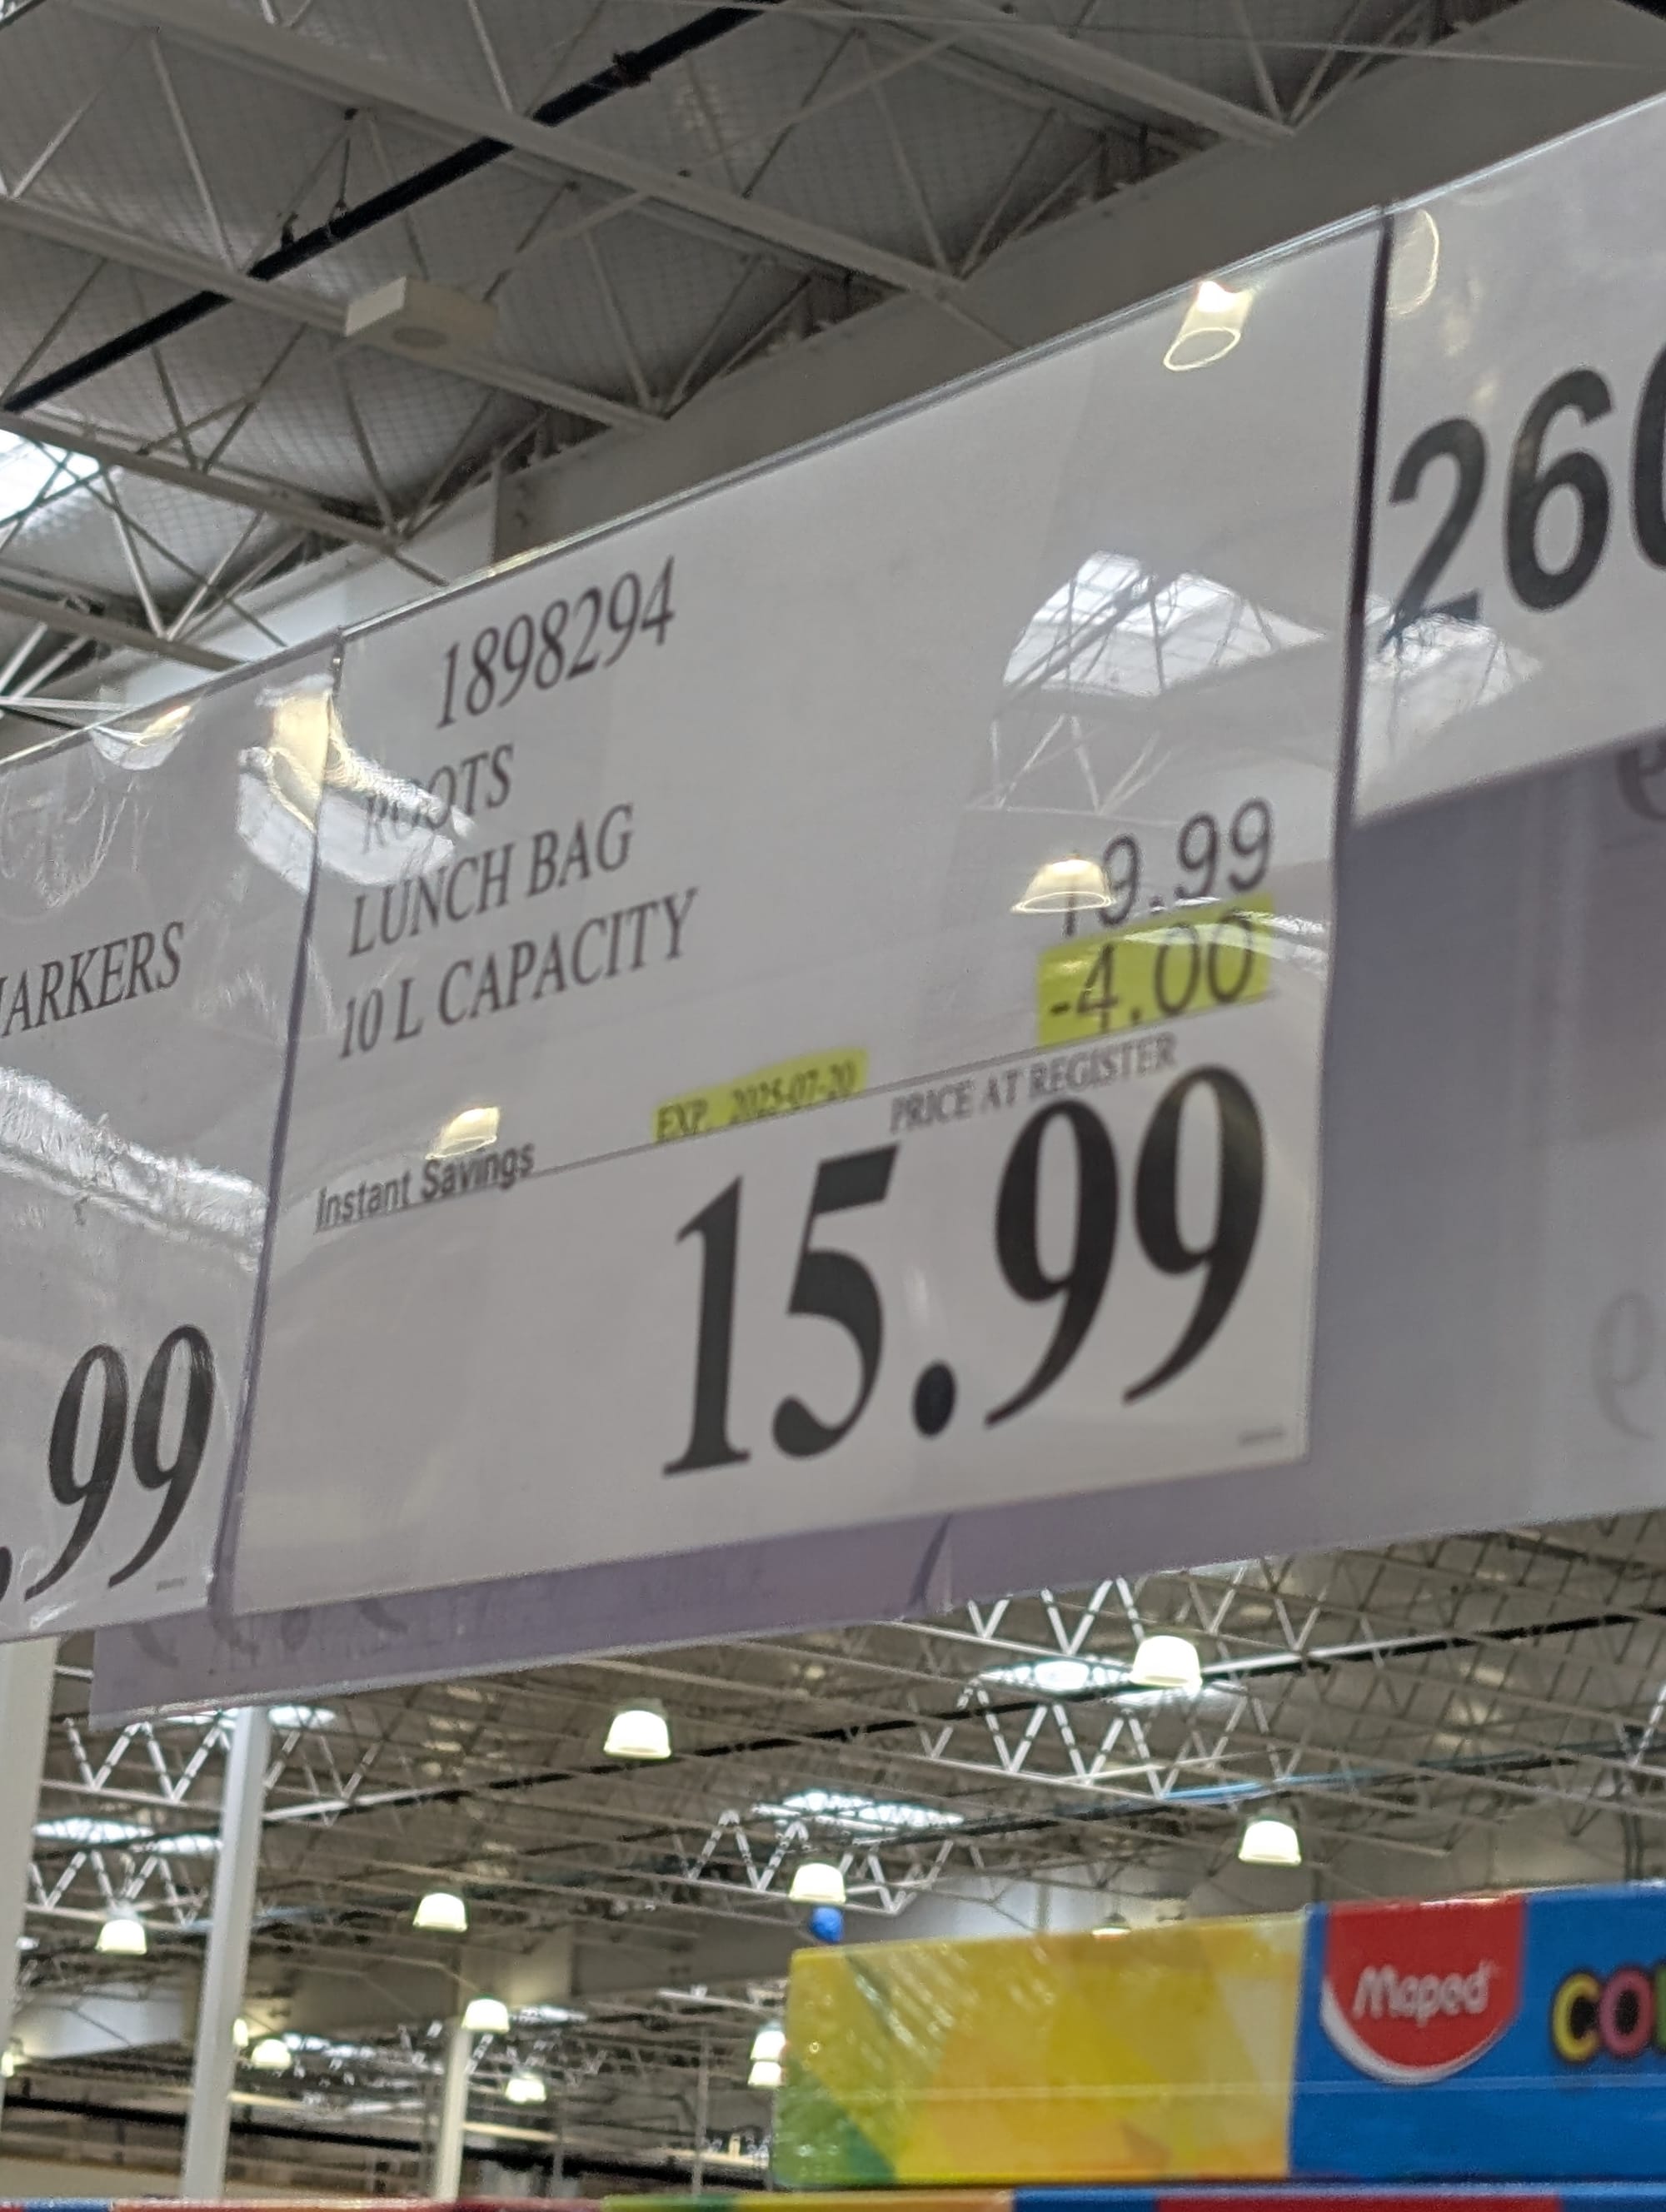 1898294
ROOTS
LUNCH BAG
10 L CAPACITY
19.99
-4.00
EXP. 2025-07-20
PRICE AT REGISTER
Instant Savings
15.99
ARKERS
.99
260
Maped
CO